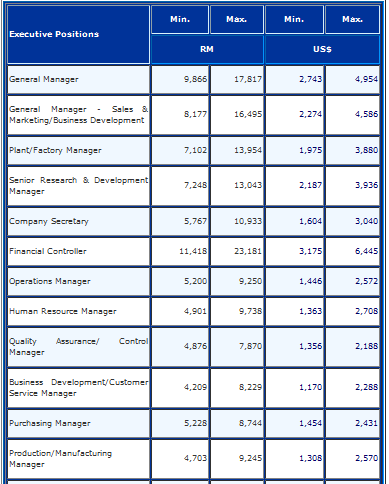 Executive Positions Min. Max. Min. Max.
RM US$
General Manager 9,866 17,817 2,743 4,954
General Manager - Sales &
Marketing/Business Development 8,177 16,495 2,274 4,586
Plant/Factory Manager 7,102 13,954 1,975 3,880
Senior Research & Development
Manager 7,248 13,043 2,187 3,936
Company Secretary 5,767 10,933 1,604 3,040
Financial Controller 11,418 23,181 3,175 6,445
Operations Manager 5,200 9,250 1,446 2,572
Human Resource Manager 4,901 9,738 1,363 2,708
Quality Assurance/ Control
Manager 4,876 7,870 1,356 2,188
Business Development/Customer
Service Manager 4,209 8,229 1,170 2,288
Purchasing Manager 5,228 8,744 1,454 2,431
Production/Manufacturing
Manager 4,703 9,245 1,308 2,570